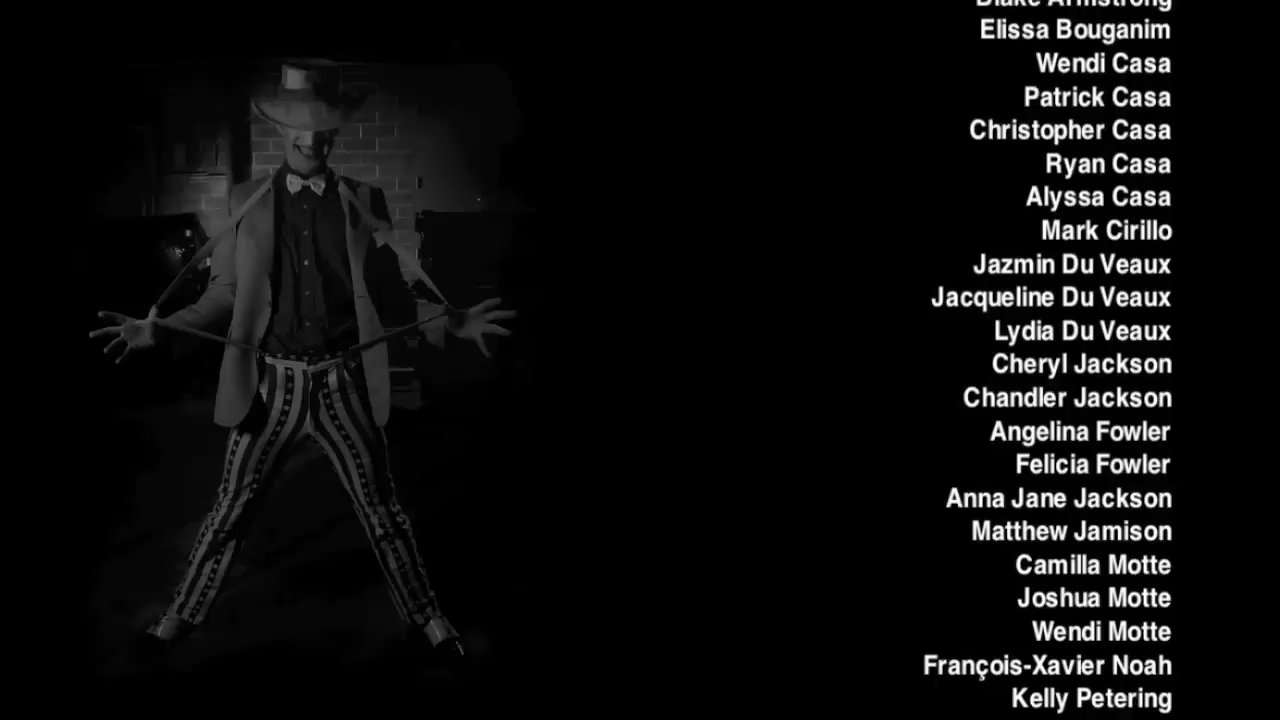 Blake Armstrong
Elissa Bouganim
Wendi Casa
Patrick Casa
Christopher Casa
Ryan Casa
Alyssa Casa
Mark Cirillo
Jazmin Du Veaux
Jacqueline Du Veaux
Lydia Du Veaux
Cheryl Jackson
Chandler Jackson
Angelina Fowler
Felicia Fowler
Anna Jane Jackson
Matthew Jamison
Camilla Motte
Joshua Motte
Wendi Motte
François-Xavier Noah
Kelly Petering